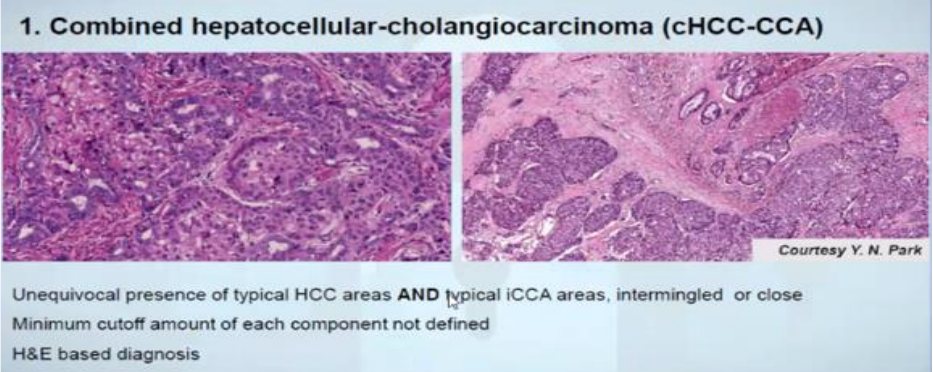 1. Combined hepatocellular-cholangiocarcinoma (cHCC-CCA)
Courtesy Y. N. Park
Unequivocal presence of typical HCC areas AND typical iCCA areas, intermingled or close
Minimum cutoff amount of each component not defined
H&E based diagnosis